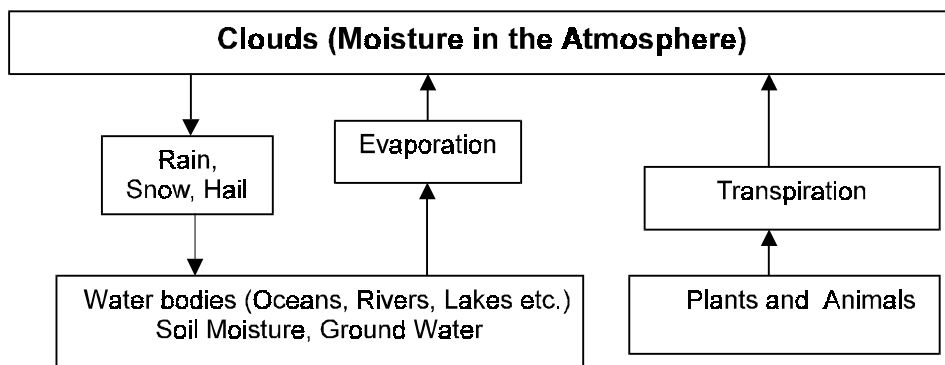 Clouds (Moisture in the Atmosphere)
Rain,
Snow, Hail
Evaporation
Transpiration
Water bodies (Oceans, Rivers, Lakes etc.)
Soil Moisture, Ground Water
Plants and Animals